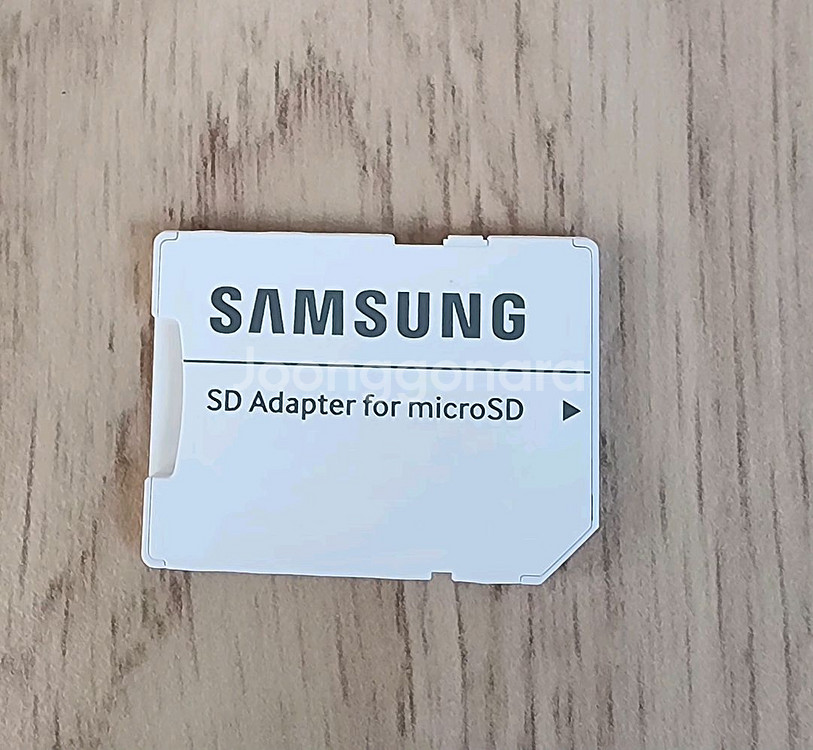 SAMSUNG
Joonggonara
SD Adapter for microSD